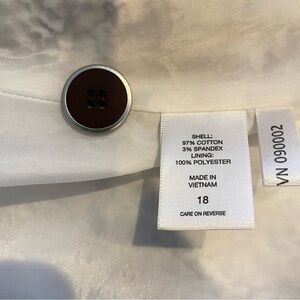 SHELL:
97% COTTON
3% SPANDEX
LINING:
100% POLYESTER
MADE IN
VIETNAM
18
CARE ON REVERSE
VN 090002